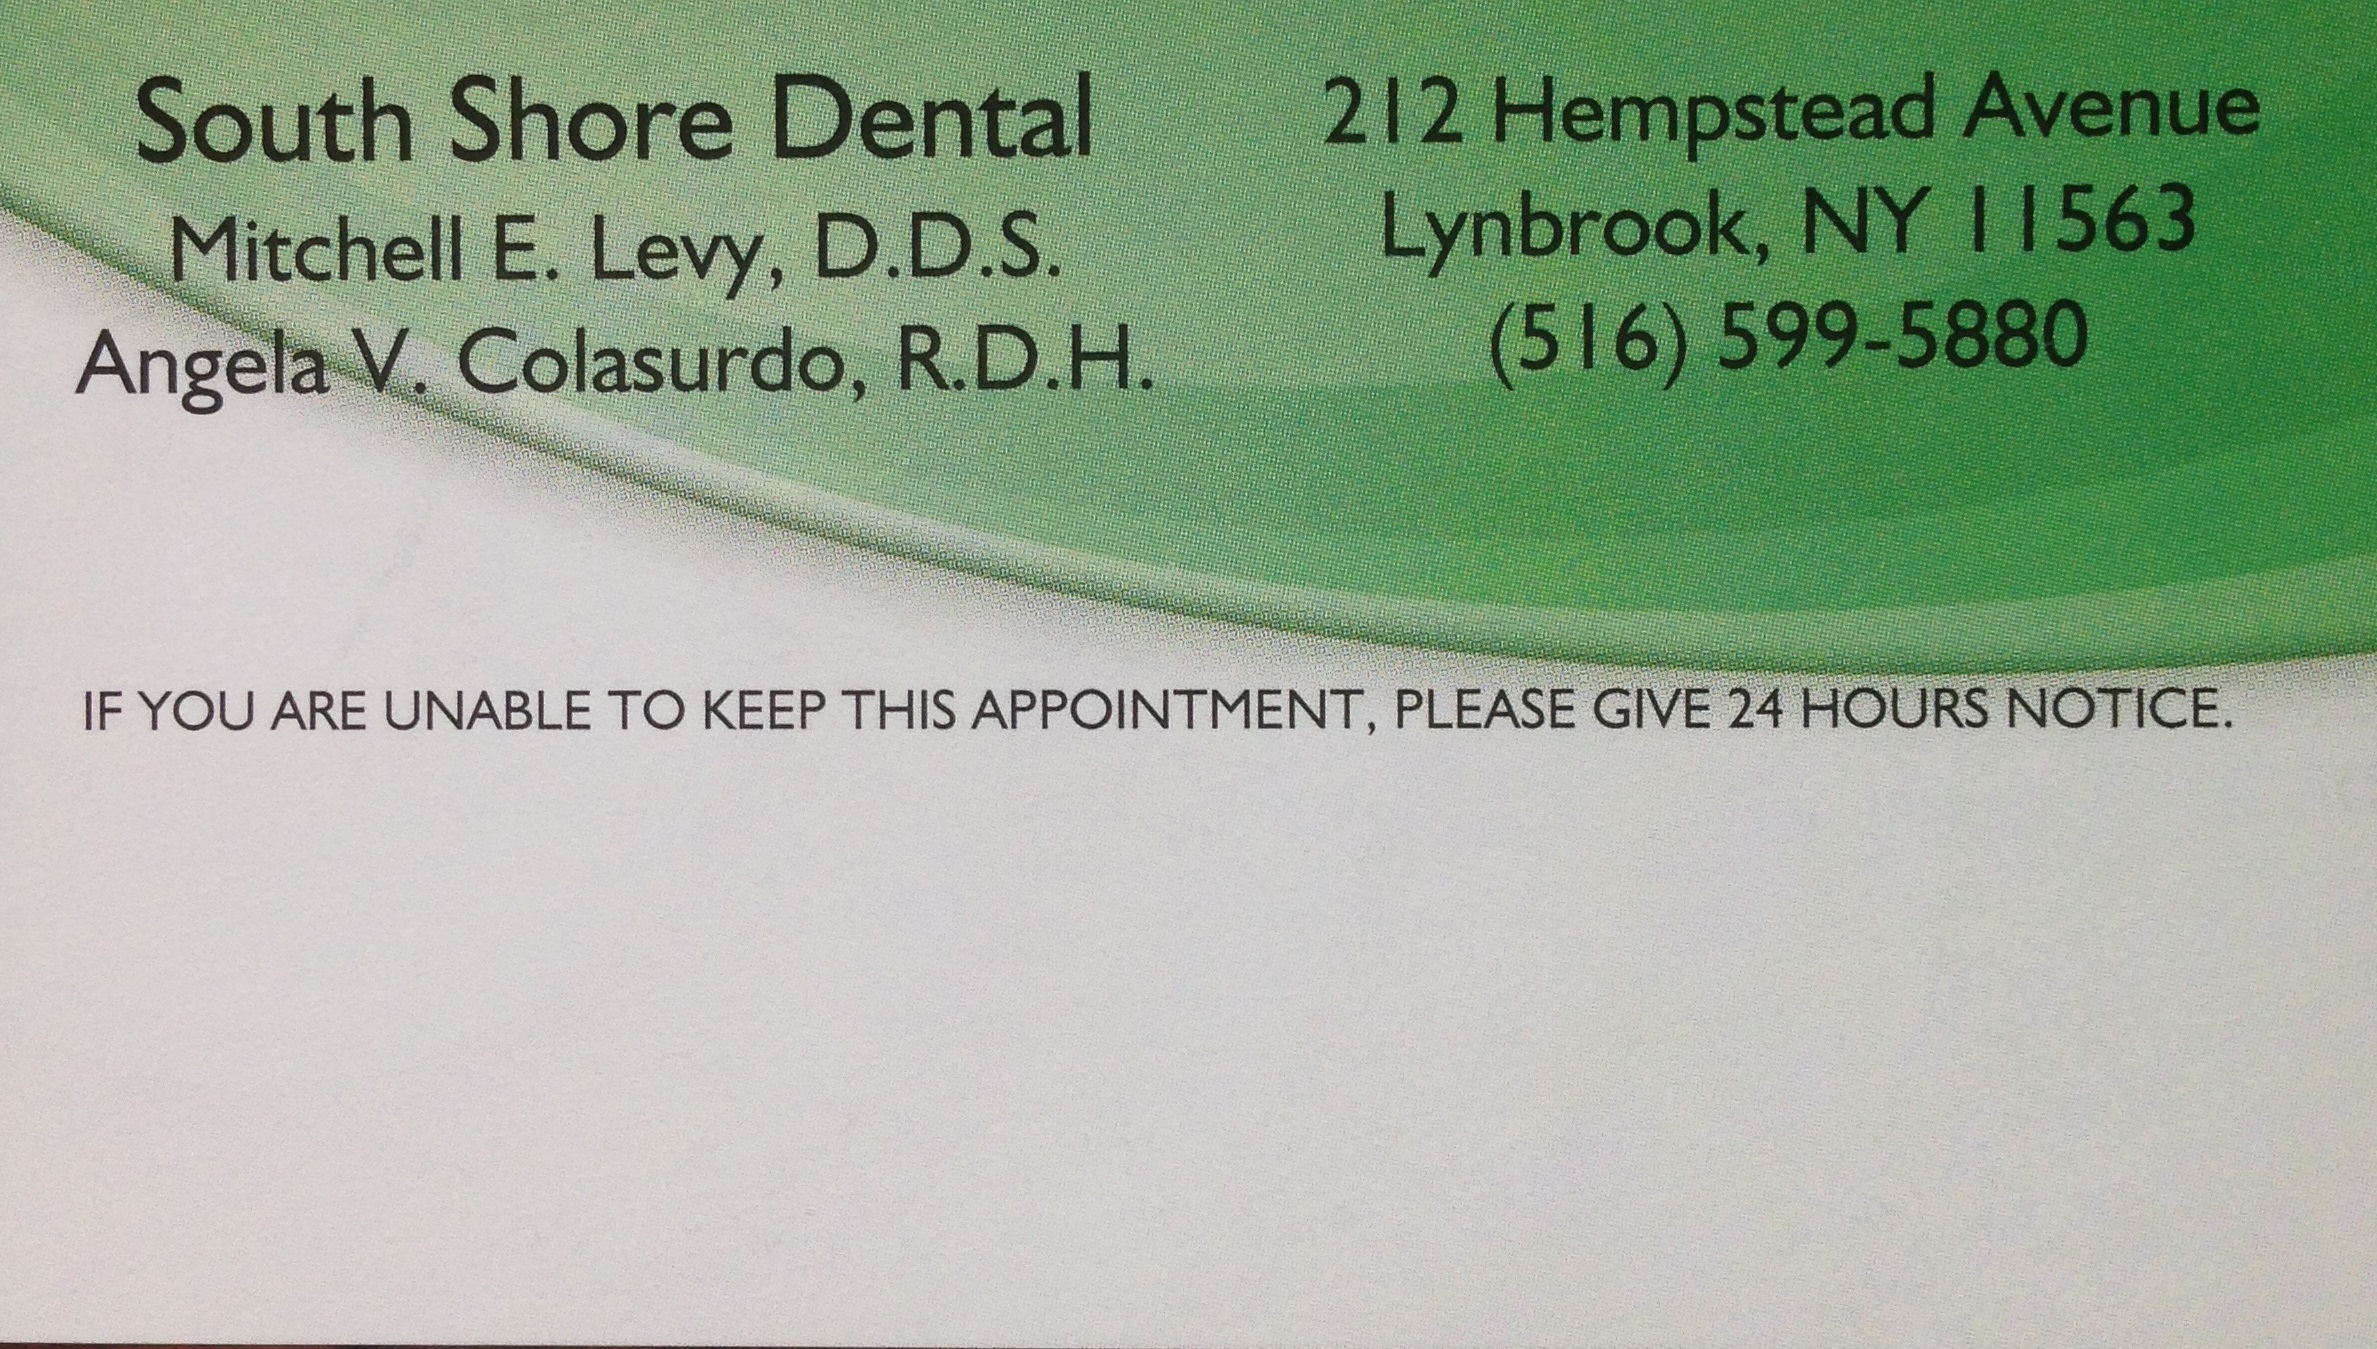 South Shore Dental
Mitchell E. Levy, D.D.S.
Angela V. Colasurdo, R.D.H.
212 Hempstead Avenue
Lynbrook, NY 11563
(516) 599-5880
IF YOU ARE UNABLE TO KEEP THIS APPOINTMENT, PLEASE GIVE 24 HOURS NOTICE.